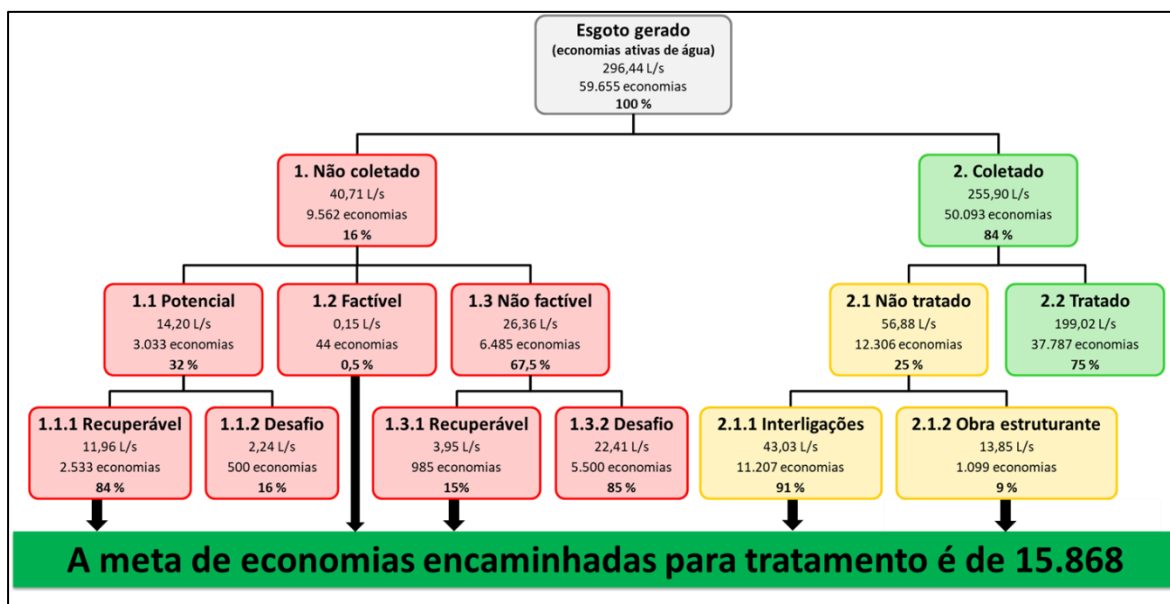 Esgoto gerado
(economias ativas de água)
296,44 L/s
59.655 economias
100 %
1. Não coletado
40,71 L/s
9.562 economias
16 %
2. Coletado
255,90 L/s
50.093 economias
84 %
1.1 Potencial
14,20 L/s
3.033 economias
32 %
1.2 Factível
0,15 L/s
44 economias
0,5 %
1.3 Não factível
26,36 L/s
6.485 economias
67,5 %
2.1 Não tratado
56,88 L/s
12.306 economias
25 %
2.2 Tratado
199,02 L/s
37.787 economias
75 %
1.1.1 Recuperável
11,96 L/s
2.533 economias
84 %
1.1.2 Desafio
2,24 L/s
500 economias
16 %
1.3.1 Recuperável
3,95 L/s
985 economias
15%
1.3.2 Desafio
22,41 L/s
5.500 economias
85 %
2.1.1 Interligações
43,03 L/s
11.207 economias
91 %
2.1.2 Obra estruturante
13,85 L/s
1.099 economias
9 %
A meta de economias encaminhadas para tratamento é de 15.868